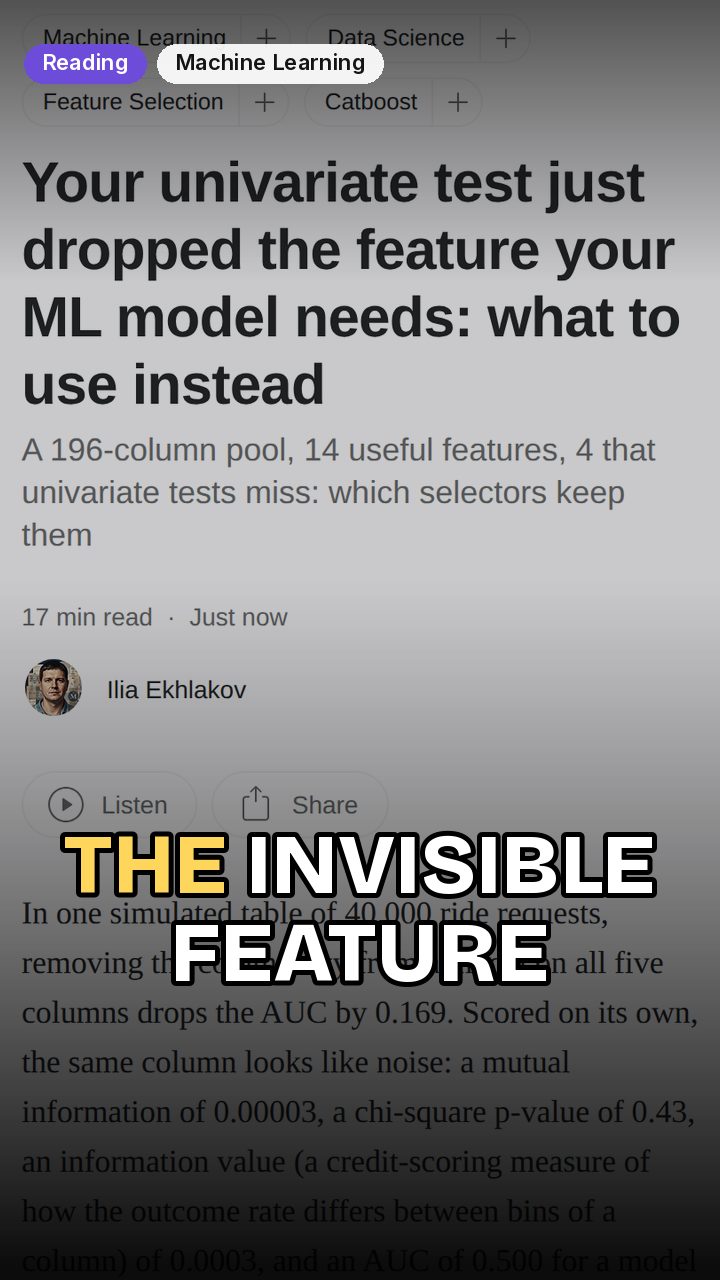 Machine Learning
Data Science
Reading
Machine Learning
Feature Selection
Catboost
Your univariate test just
dropped the feature your
ML model needs: what to
use instead
A 196-column pool, 14 useful features, 4 that
univariate tests miss: which selectors keep
them
17 min read · Just now
Ilia Ekhlakov
Listen
Share
THE INVISIBLE
FEATURE
In one simulated table of 40,000 ride requests,
removing the all five
columns drops the AUC by 0.169. Scored on its own,
the same column looks like noise: a mutual
information of 0.00003, a chi-square p-value of 0.43,
an information value (a credit-scoring measure of
how the outcome rate differs between bins of a
column) of 0.0003, and an AUC of 0.500 for a model